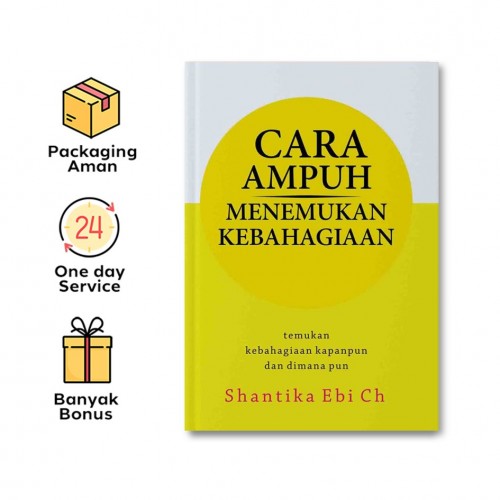 Packaging
Aman
24
One day
Service
Banyak
Bonus
CARA
AMPUH
MENEMUKAN
KEBAHAGIAAN
temukan
kebahagiaan kapanpun
dan dimana pun
Shantika Ebi Ch